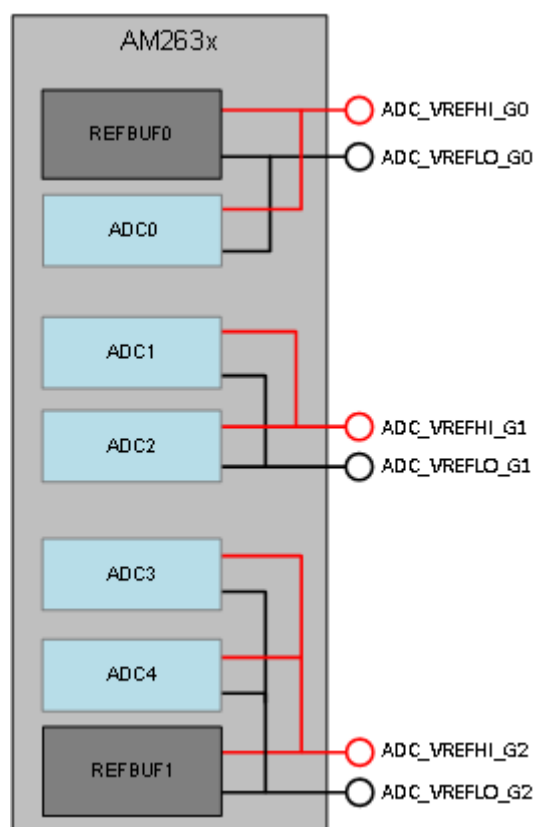 AM263x
REFBUF0
ADC_VREFHI_G0
ADC_VREFLO_G0
ADC0
ADC1
ADC2
ADC_VREFHI_G1
ADC_VREFLO_G1
ADC3
ADC4
REFBUF1
ADC_VREFHI_G2
ADC_VREFLO_G2